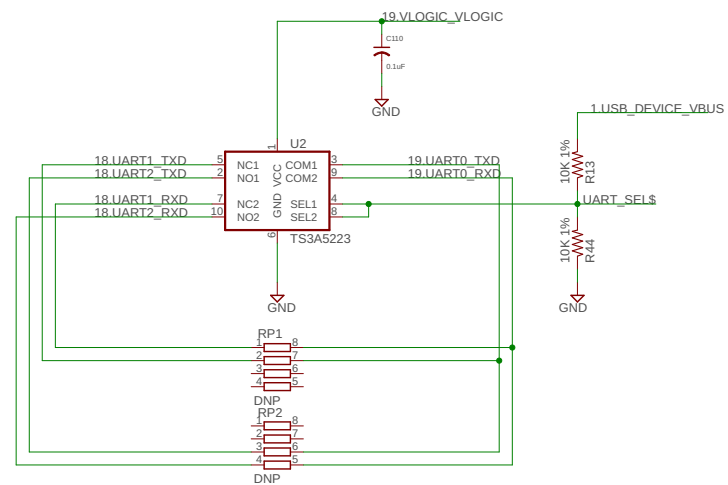 19.VLOGIC_VLOGIC
C110
0.1uF
GND
1.USB_DEVICE_VBUS
10K 1%
R13
UART_SEL$
10K 1%
R44
GND
U2
1
18.UART1_TXD 5 NC1 VCC COM1 3 19.UART0_TXD
18.UART2_TXD 2 NO1 COM2 9 19.UART0_RXD
18.UART1_RXD 7 NC2 GND SEL1 4
18.UART2_RXD 10 NO2 SEL2 8
6
TS3A5223
GND
RP1
1 8
2 7
3 6
4 5
DNP
RP2
1 8
2 7
3 6
4 5
DNP